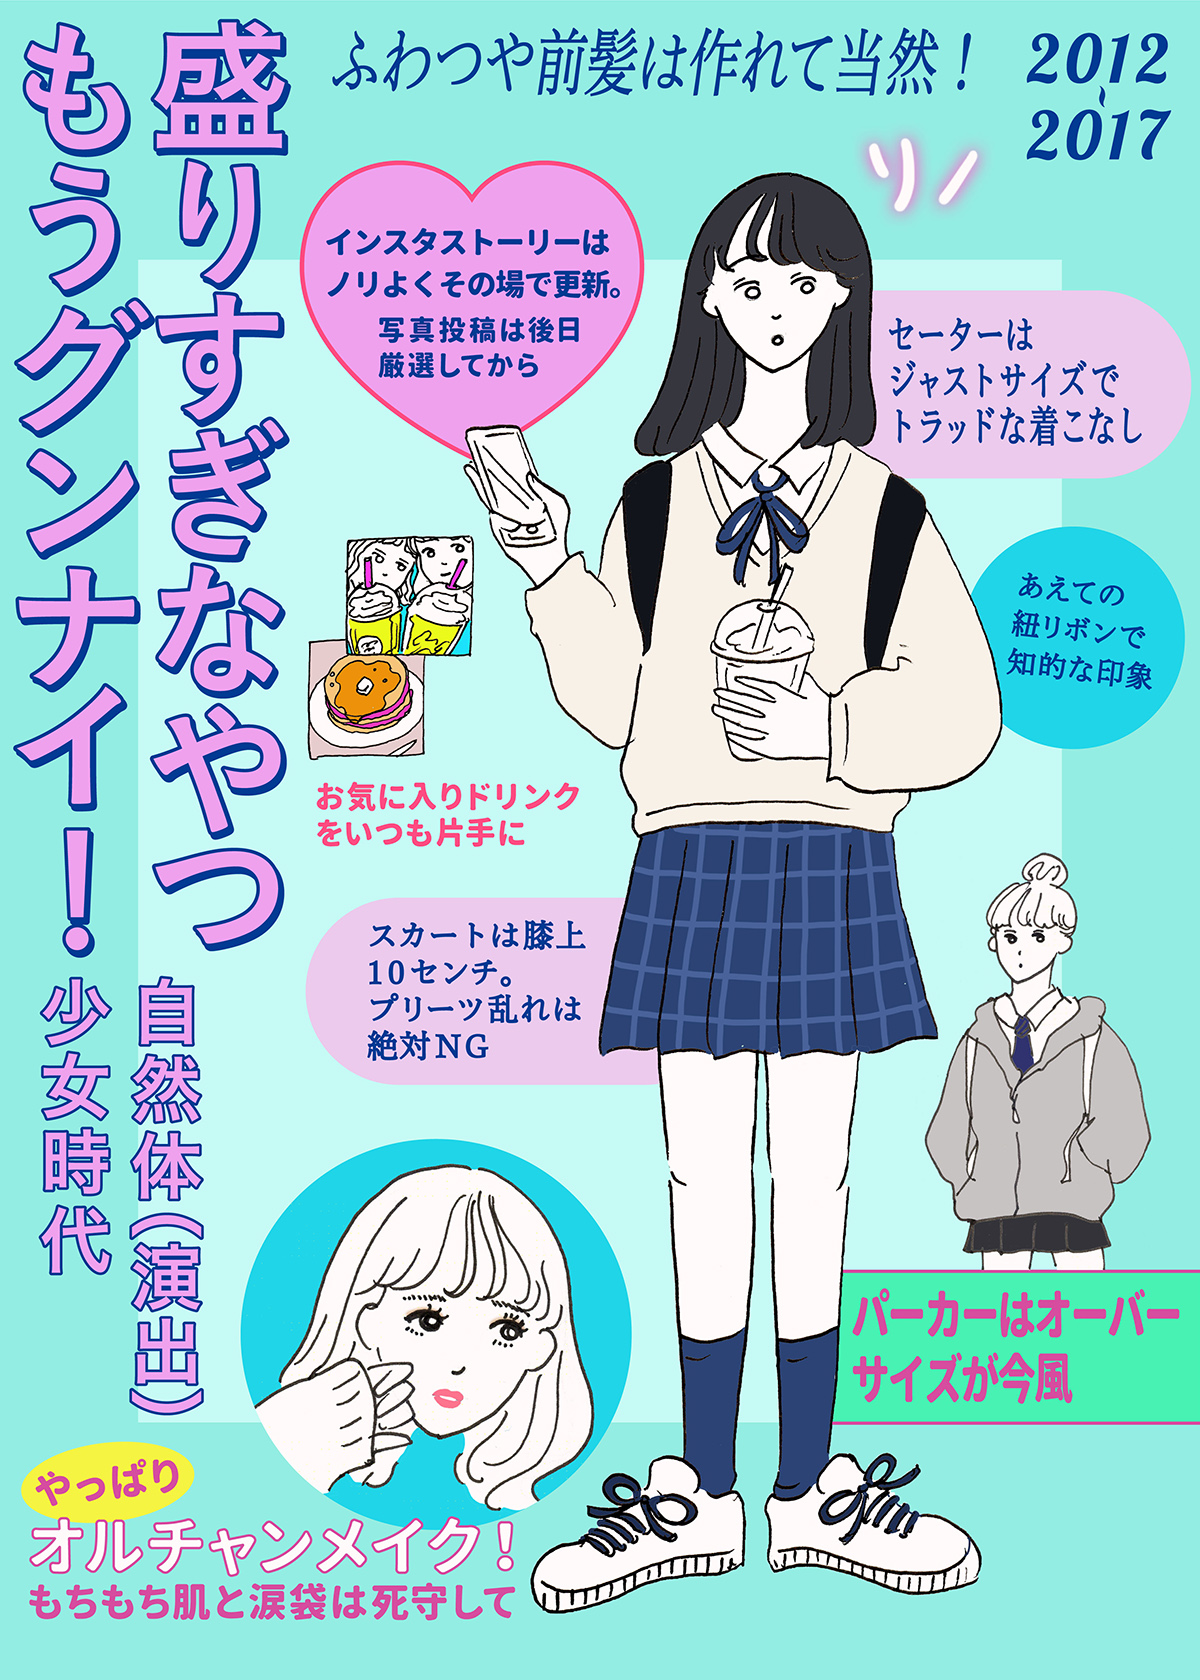 ふわつや前髪は作れて当然！
2012
〜
2017
盛りすぎなやつ
もうグンナイ！
自然体（演出）
少女時代
インスタストーリーは
ノリよくその場で更新。
写真投稿は後日
厳選してから
セーターは
ジャストサイズで
トラッドな着こなし
あえての
紐リボンで
知的な印象
お気に入りドリンク
をいつも片手に
スカートは膝上
10センチ。
プリーツ乱れは
絶対NG
パーカーはオーバー
サイズが今風
やっぱり
オルチャンメイク！
もちもち肌と涙袋は死守して